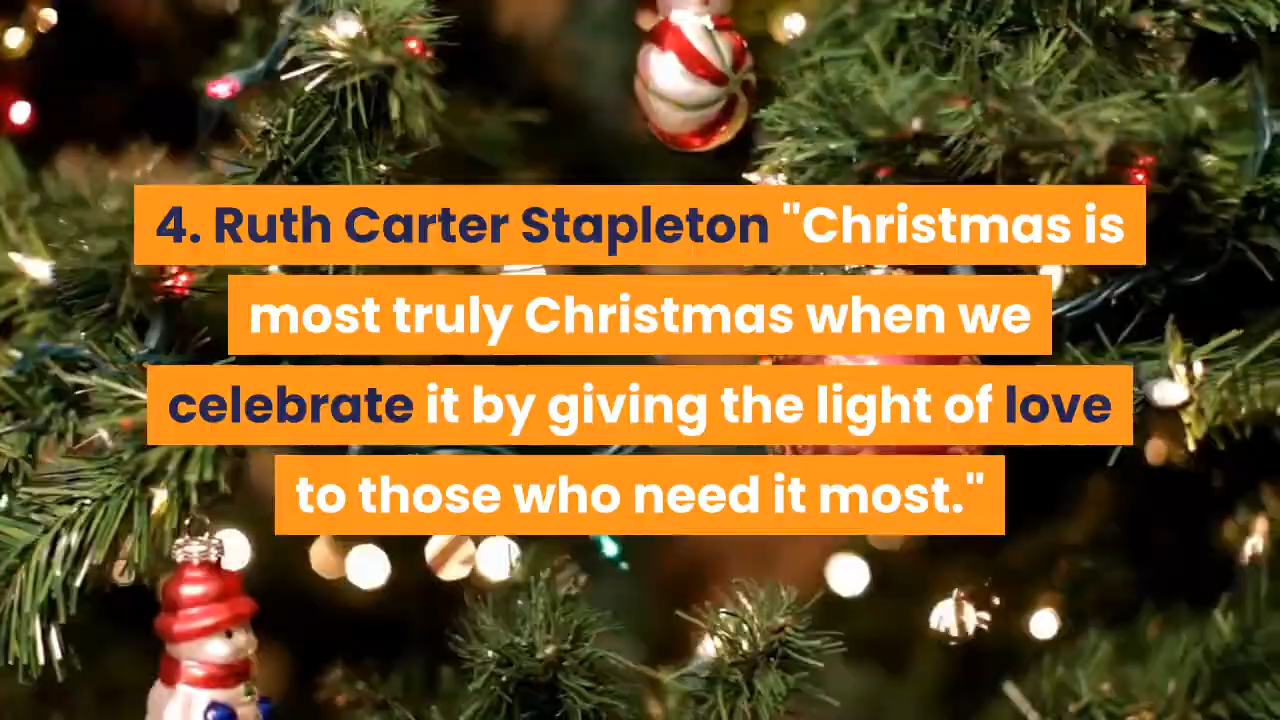 4. Ruth Carter Stapleton "Christmas is
most truly Christmas when we
celebrate it by giving the light of love
to those who need it most."